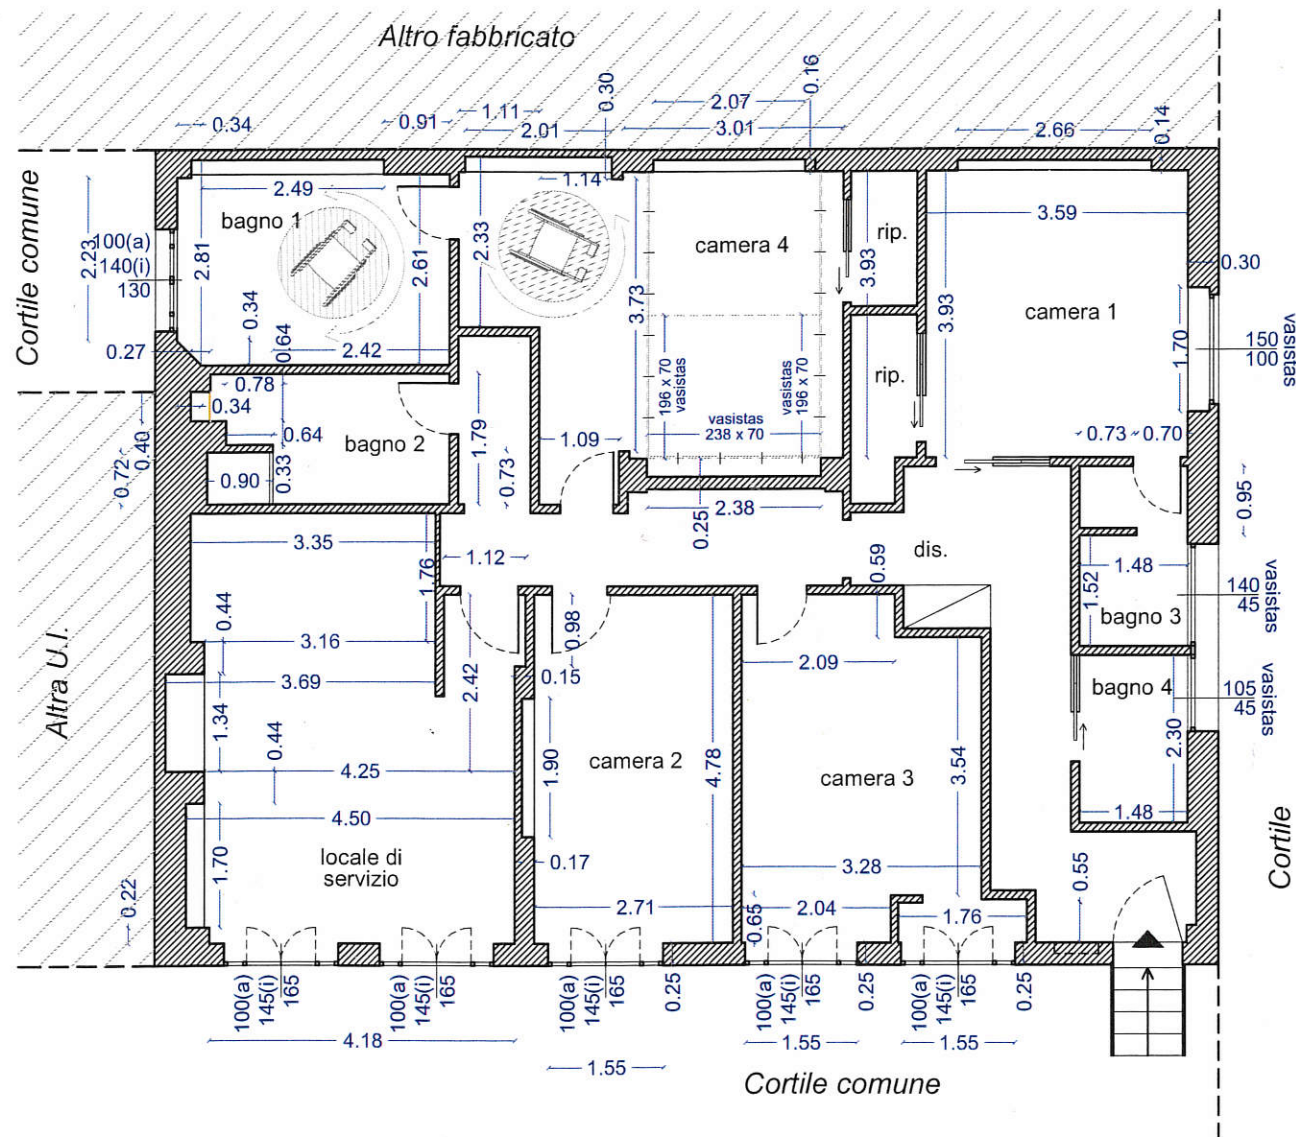 Altro fabbricato
0.16
0.30
2.07
1.11
0.34
0.91
2.01
3.01
2.66
0.14
Cortile comune
2.23
100(a)
140(i)
130
2.49
bagno 1
2.81
2.61
1.14
2.33
camera 4
rip.
3.93
3.59
0.30
3.73
3.93
camera 1
1.70
150
100
vasistas
0.34
0.64
0.27
2.42
196 x 70
vasistas
vasistas
196 x 70
rip.
0.78
0.34
vasistas
238 x 70
0.64
bagno 2
1.79
1.09
0.73
0.70
0.40
0.72
0.90
0.33
0.73
2.38
0.25
0.95
3.35
1.76
1.12
dis.
0.59
1.48
1.52
140
45
vasistas
bagno 3
0.44
3.16
0.98
2.09
Altra U.I.
3.69
2.42
0.15
bagno 4
105
45
vasistas
1.34
0.44
4.25
1.90
camera 2
4.78
camera 3
3.54
2.30
4.50
1.48
1.70
locale di
servizio
0.17
3.28
0.55
Cortile
0.22
2.71
0.65
2.04
1.76
100(a)
145(i)
165
100(a)
145(i)
165
100(a)
145(i)
165
0.25
100(a)
145(i)
165
0.25
100(a)
145(i)
165
0.25
4.18
1.55
1.55
1.55
Cortile comune